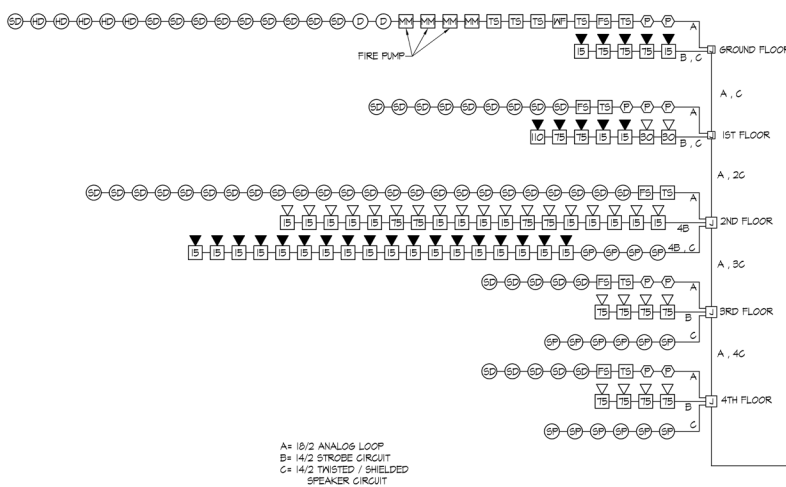 SD HD HD HD HD HD HD HD HD SD SD SD SD SD SD D D MM MM MM MM TS TS TS WF TS FS TS P P A
FIRE PUMP
15 75 75 75 15 B , C J GROUND FLOOR
A , C
SD SD SD SD SD SD SD SD SD FS TS P P P A
110 75 75 15 15 30 30 B , C J 1ST FLOOR
A , 2C
SD SD SD SD SD SD SD SD SD SD SD SD SD SD SD SD SD SD SD SD SD SD SD SD FS TS A
15 15 15 15 15 75 75 15 15 15 75 75 15 15 15 15 15 15 4B J 2ND FLOOR
15 15 15 15 15 15 15 15 15 15 15 15 15 15 15 15 15 15 SP SP SP SP 4B , C
A , 3C
SD SD SD SD SD FS TS P P A
75 75 75 75 B J 3RD FLOOR
SP SP SP SP SP SP C
A , 4C
SD SD SD SD SD FS TS P P A
75 75 75 75 B J 4TH FLOOR
SP SP SP SP SP SP C
A= 18/2 ANALOG LOOP
B= 14/2 STROBE CIRCUIT
C= 14/2 TWISTED / SHIELDED
SPEAKER CIRCUIT